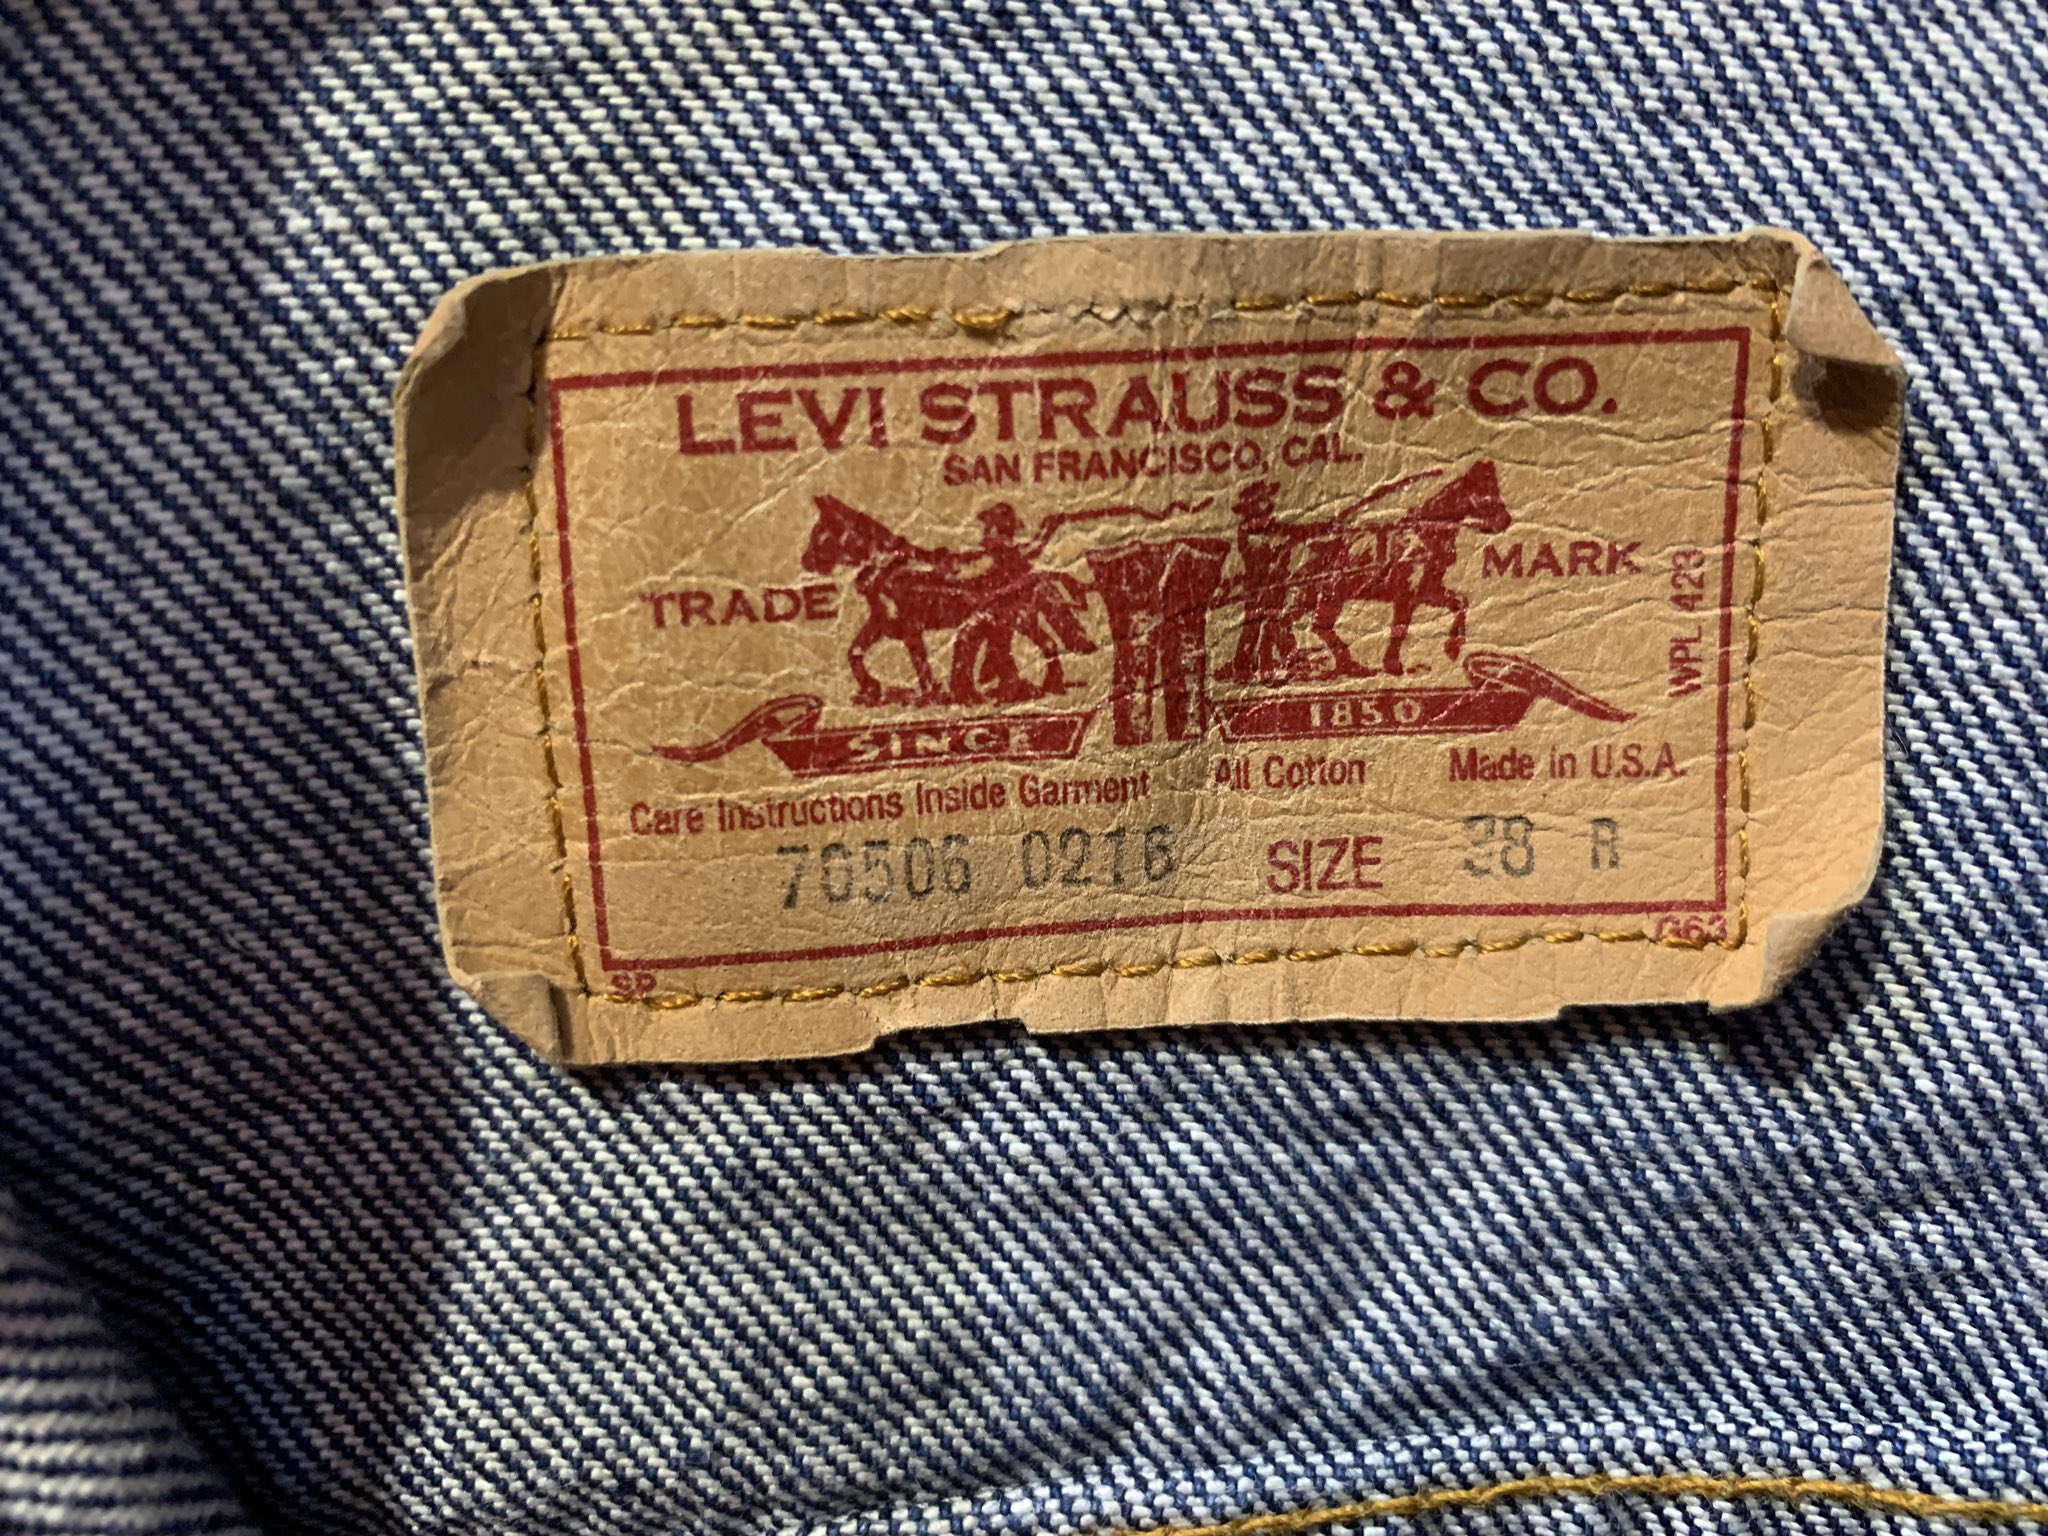 LEVI STRAUSS & CO.
SAN FRANCISCO, CAL.
TRADE MARK
WPL 423
SINCE 1850
Care Instructions Inside Garment All Cotton Made in U.S.A.
70506 0216 SIZE 38 R
SP G63